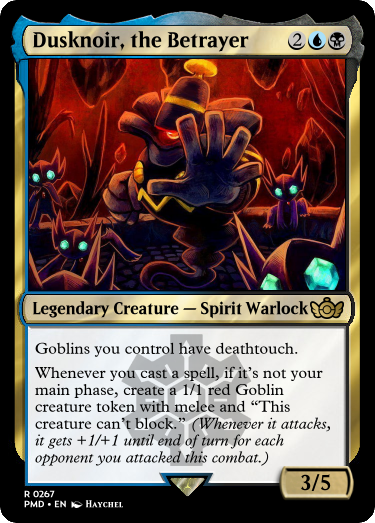 Dusknoir, the Betrayer 2
Legendary Creature — Spirit Warlock
Goblins you control have deathtouch.
Whenever you cast a spell, if it's not your
main phase, create a 1/1 red Goblin
creature token with melee and “This
creature can't block.” (Whenever it attacks,
it gets +1/+1 until end of turn for each
opponent you attacked this combat.)
3/5
R 0267
PMD • EN Haychel